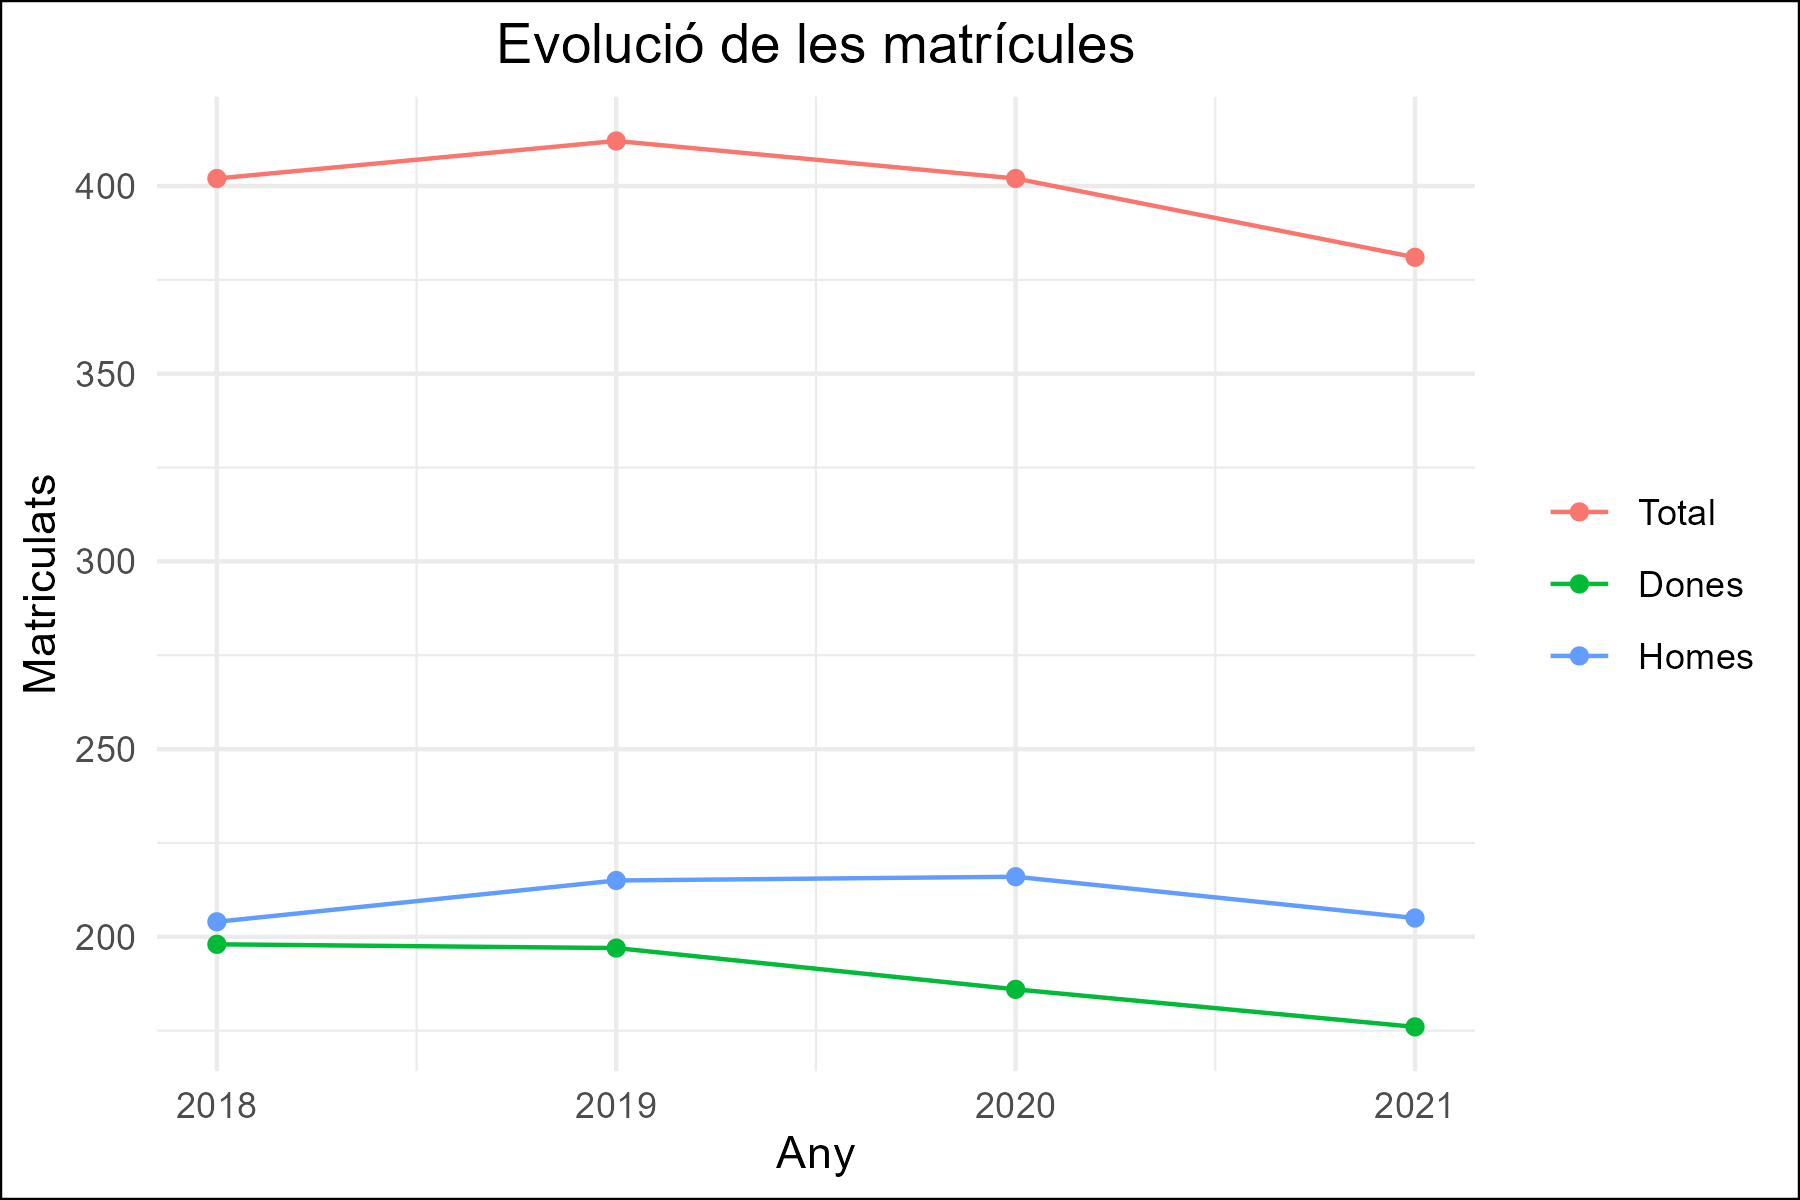 Evolució de les matrícules
Matriculats
400
350
300
250
200
2018
2019
2020
2021
Any
Total
Dones
Homes